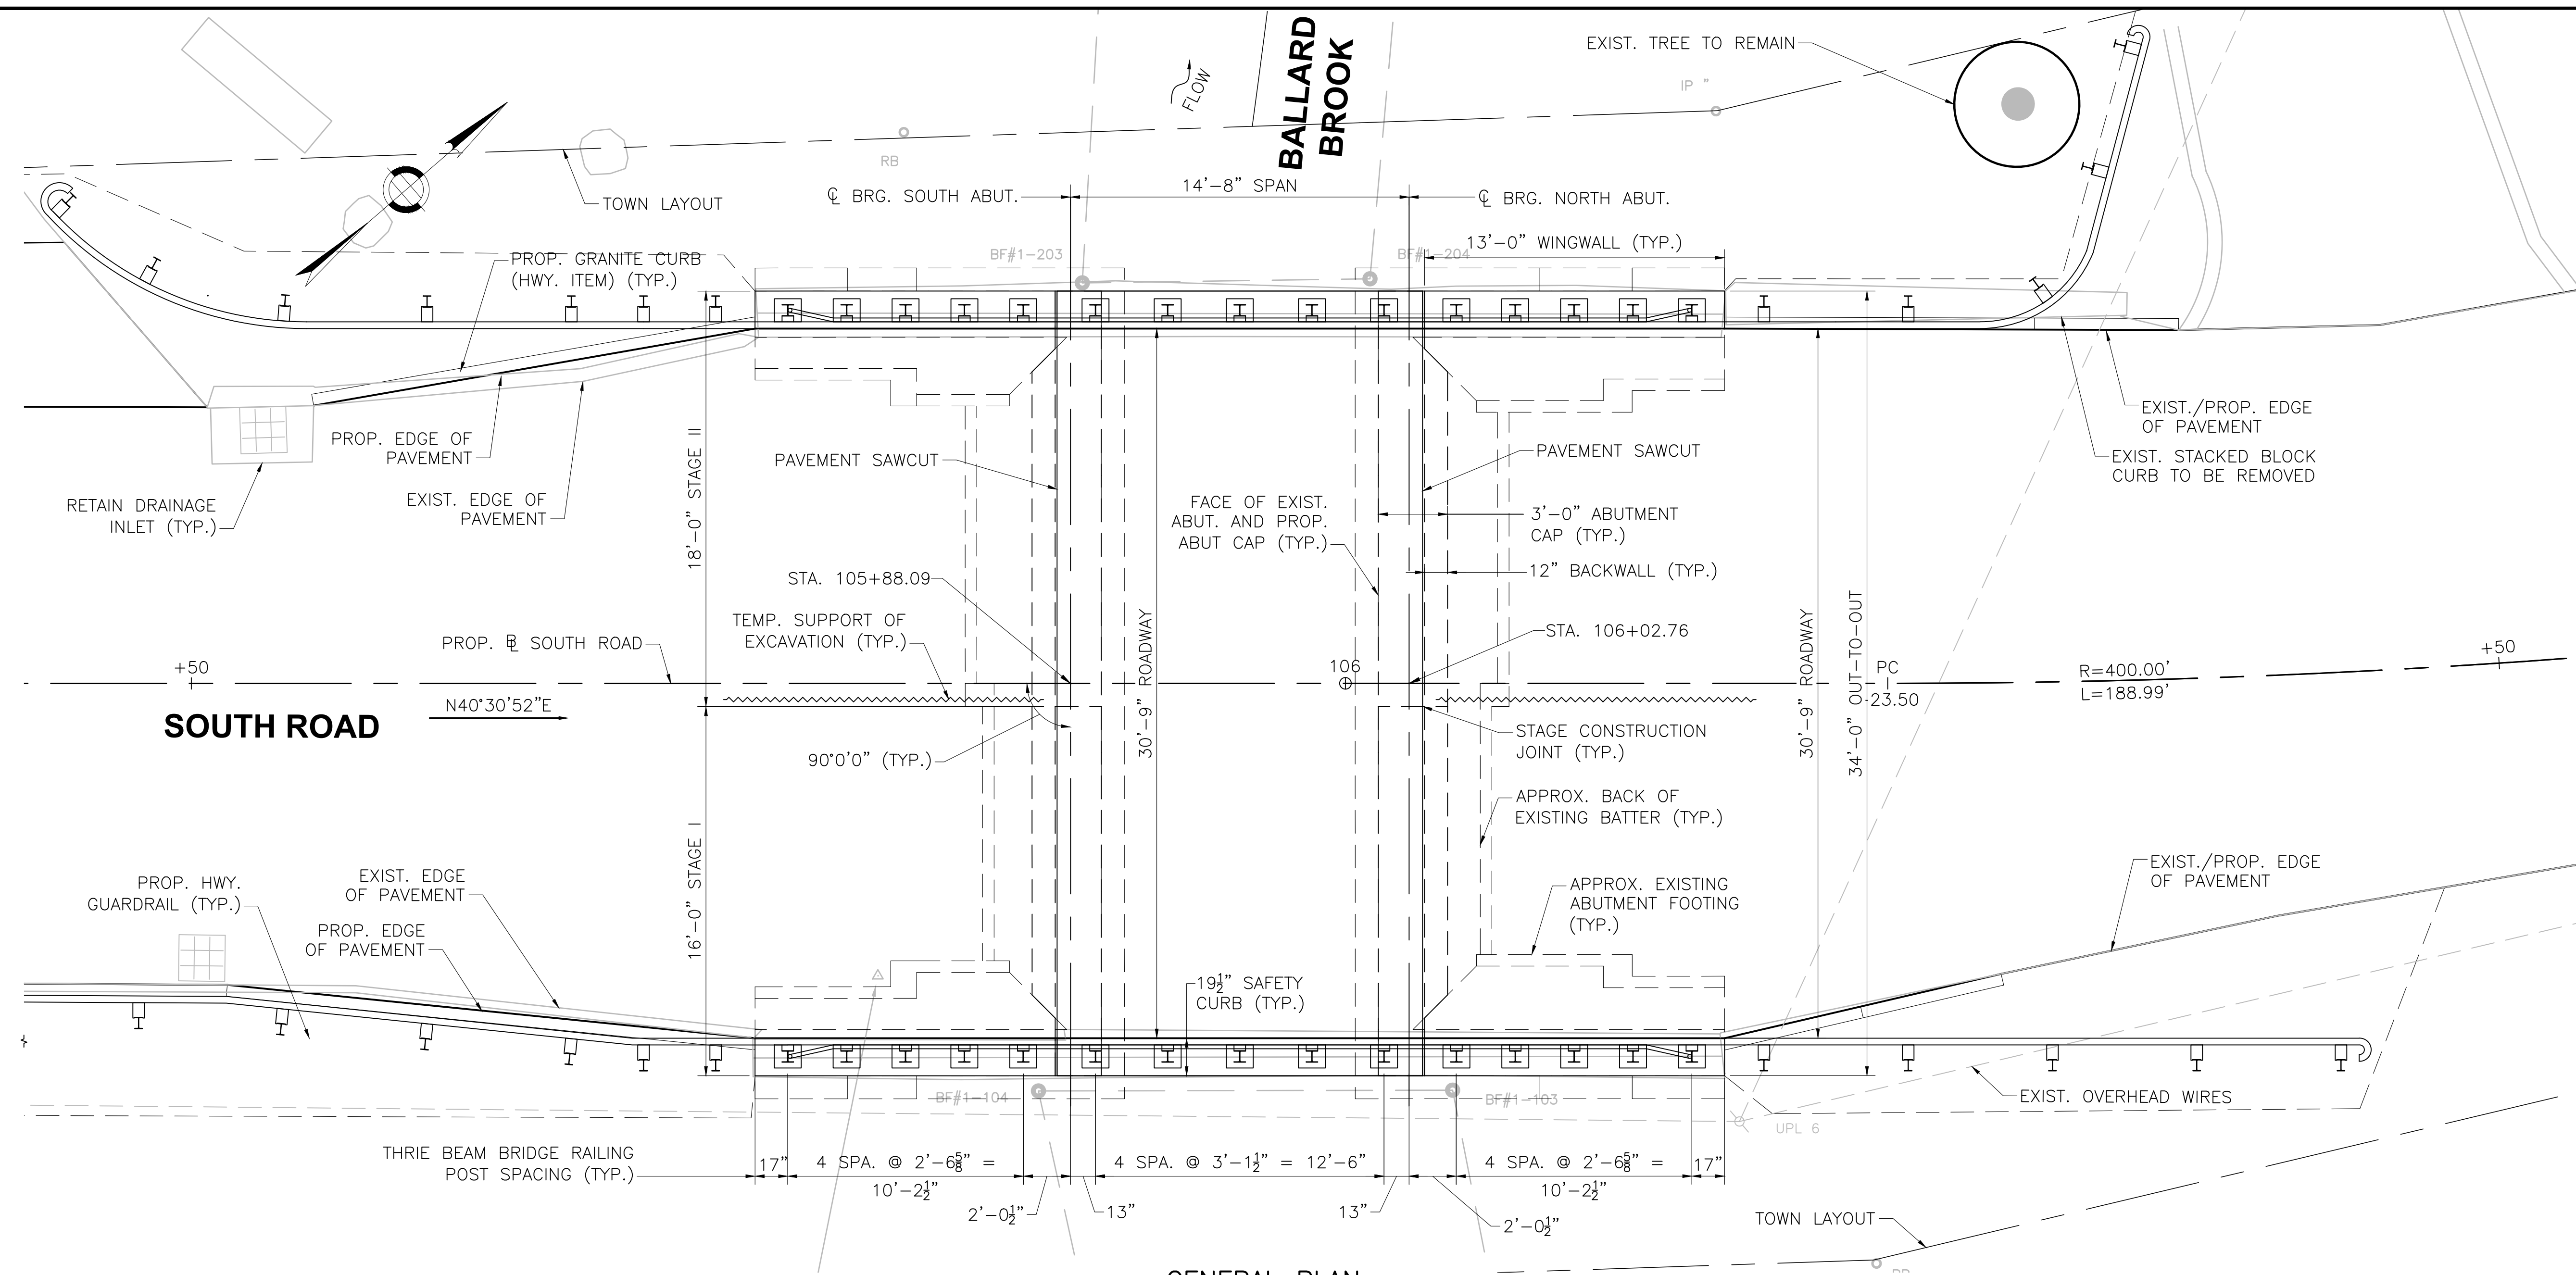 EXIST. TREE TO REMAIN
BALLARD
BROOK
FLOW
IP "
RB
TOWN LAYOUT
℄ BRG. SOUTH ABUT.
14'-8" SPAN
℄ BRG. NORTH ABUT.
13'-0" WINGWALL (TYP.)
BF#1-203
BF#1-204
PROP. GRANITE CURB
(HWY. ITEM) (TYP.)
PROP. EDGE OF
PAVEMENT
EXIST. EDGE OF
PAVEMENT
RETAIN DRAINAGE
INLET (TYP.)
18'-0" STAGE II
PAVEMENT SAWCUT
PAVEMENT SAWCUT
FACE OF EXIST.
ABUT. AND PROP.
ABUT CAP (TYP.)
3'-0" ABUTMENT
CAP (TYP.)
12" BACKWALL (TYP.)
EXIST./PROP. EDGE
OF PAVEMENT
EXIST. STACKED BLOCK
CURB TO BE REMOVED
STA. 105+88.09
TEMP. SUPPORT OF
EXCAVATION (TYP.)
STA. 106+02.76
30'-9" ROADWAY
30'-9" ROADWAY
34'-0" OUT-TO-OUT
PROP. B SOUTH ROAD
+50
106
PC
23.50
R=400.00'
L=188.99'
+50
SOUTH ROAD
N40°30'52"E
90°0'0" (TYP.)
STAGE CONSTRUCTION
JOINT (TYP.)
16'-0" STAGE I
APPROX. BACK OF
EXISTING BATTER (TYP.)
APPROX. EXISTING
ABUTMENT FOOTING
(TYP.)
EXIST./PROP. EDGE
OF PAVEMENT
PROP. HWY.
GUARDRAIL (TYP.)
EXIST. EDGE
OF PAVEMENT
PROP. EDGE
OF PAVEMENT
19½" SAFETY
CURB (TYP.)
BF#1-104
BF#1-103
UPL 6
EXIST. OVERHEAD WIRES
THRIE BEAM BRIDGE RAILING
POST SPACING (TYP.)
17"
4 SPA. @ 2'-6⅝" =
10'-2½"
2'-0½"
13"
4 SPA. @ 3'-1½" = 12'-6"
13"
2'-0½"
4 SPA. @ 2'-6⅝" =
10'-2½"
17"
TOWN LAYOUT
GENERAL PLAN